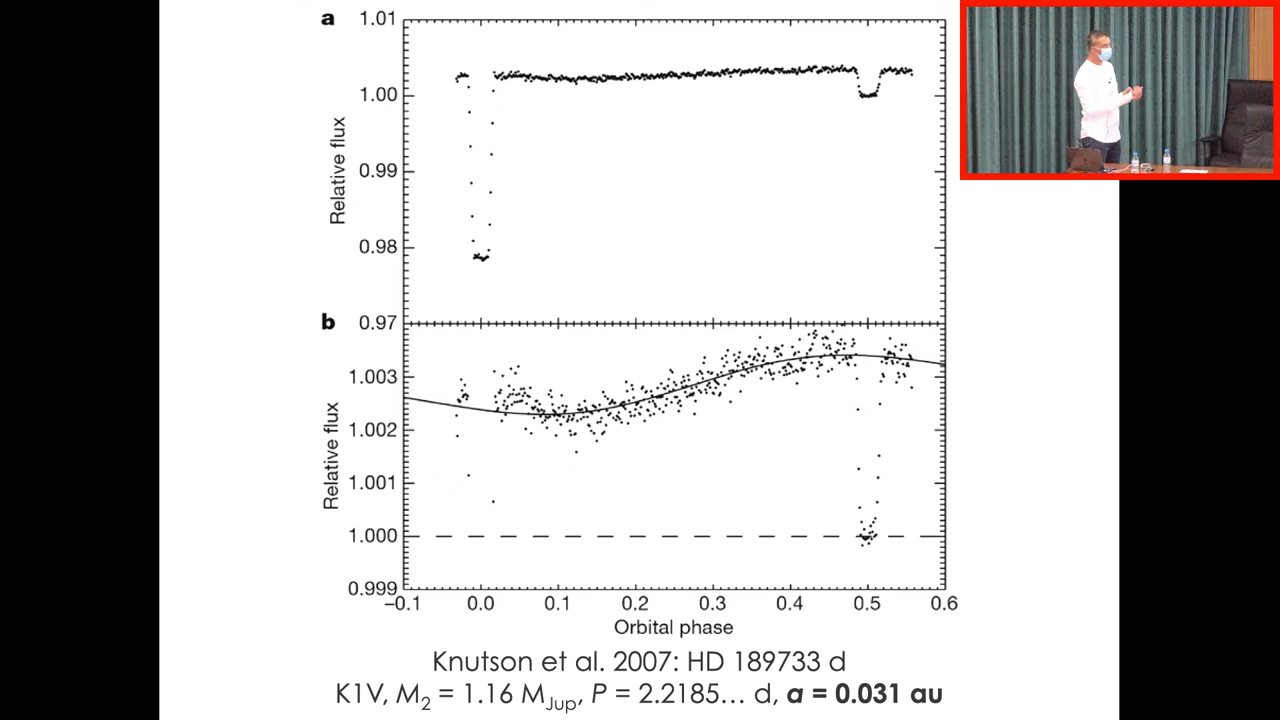 a
1.01
1.00
0.99
0.98
0.97
Relative flux
b
1.003
1.002
1.001
1.000
0.999
Relative flux
−0.1 0.0 0.1 0.2 0.3 0.4 0.5 0.6
Orbital phase
Knutson et al. 2007: HD 189733 d
K1V, M2 = 1.16 MJup, P = 2.2185… d, a = 0.031 au